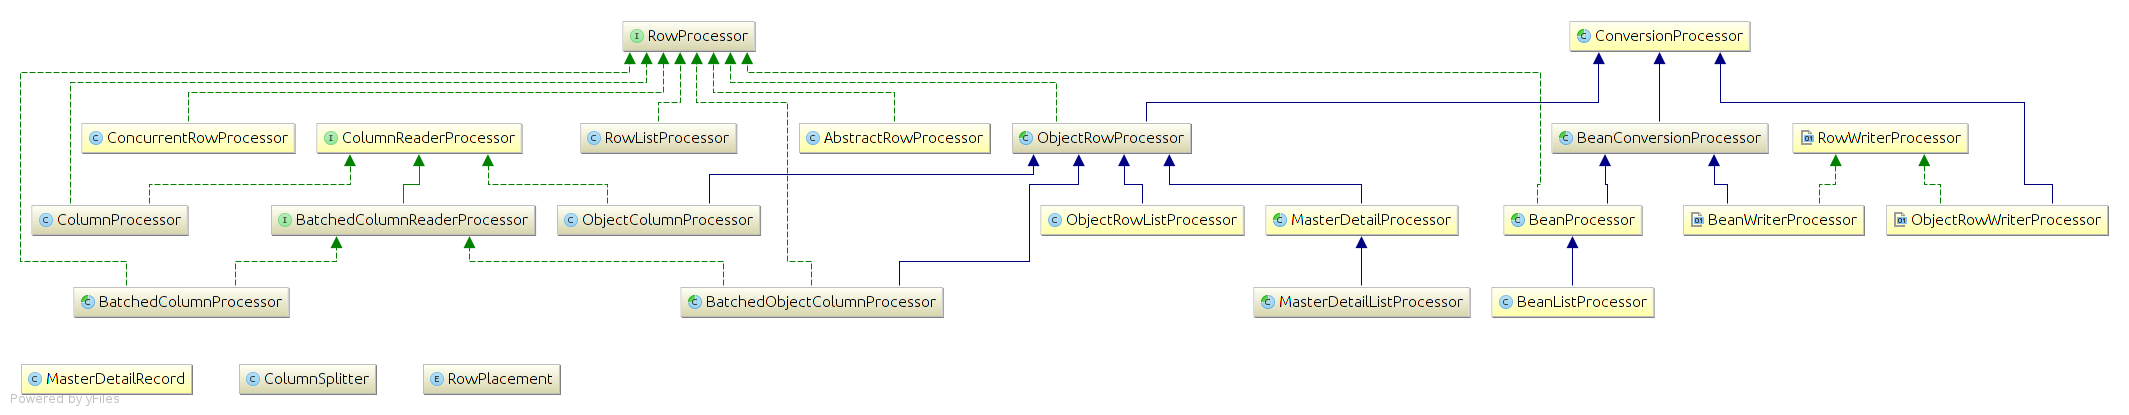 RowProcessor
ConversionProcessor
ConcurrentRowProcessor
ColumnReaderProcessor
RowListProcessor
AbstractRowProcessor
ObjectRowProcessor
BeanConversionProcessor
RowWriterProcessor
ColumnProcessor
BatchedColumnReaderProcessor
ObjectColumnProcessor
ObjectRowListProcessor
MasterDetailProcessor
BeanProcessor
BeanWriterProcessor
ObjectRowWriterProcessor
BatchedColumnProcessor
BatchedObjectColumnProcessor
MasterDetailListProcessor
BeanListProcessor
MasterDetailRecord
ColumnSplitter
RowPlacement
Powered by yFiles